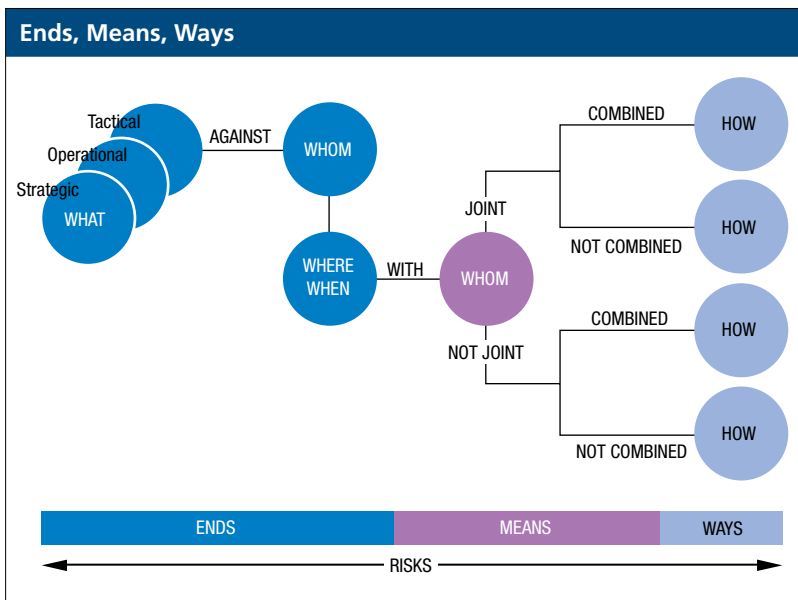 Ends, Means, Ways
Tactical
Operational
Strategic
WHAT
AGAINST
WHOM
WHERE
WHEN
WITH
WHOM
JOINT
NOT JOINT
COMBINED
HOW
NOT COMBINED
HOW
COMBINED
HOW
NOT COMBINED
HOW
ENDS
MEANS
WAYS
RISKS